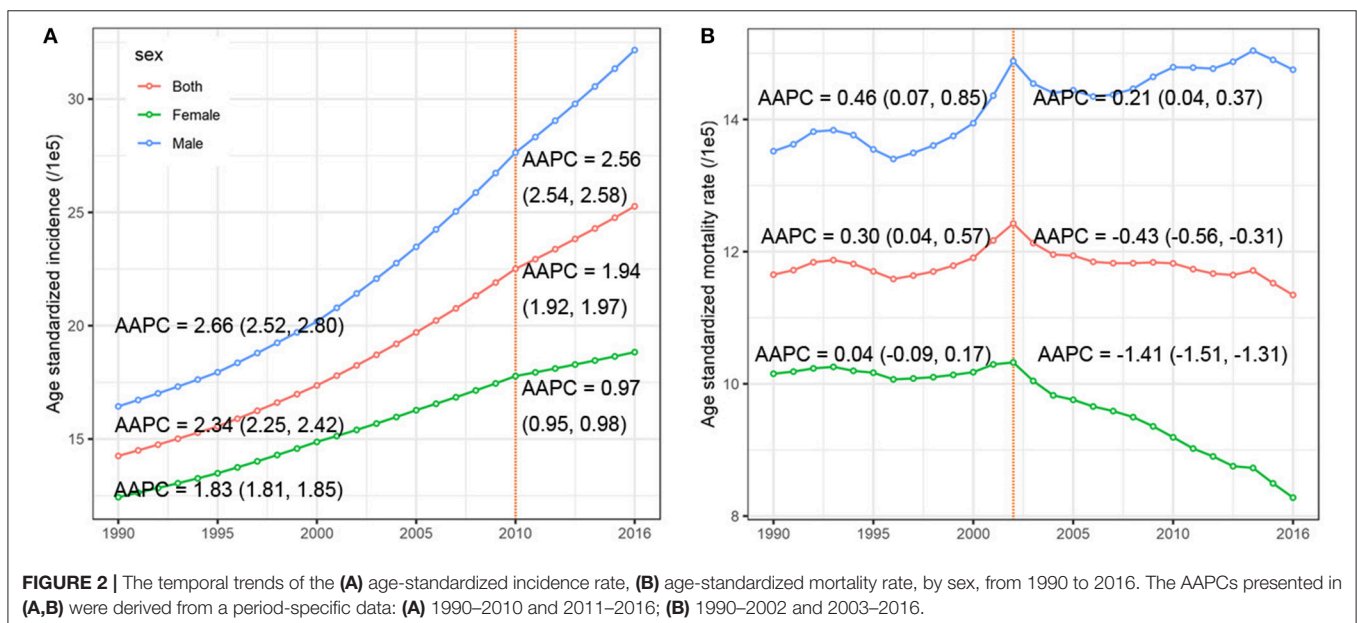 A
sex
Both
Female
Male
Age standardized incidence (/1e5)
30
25
20
15
AAPC = 2.66 (2.52, 2.80)
AAPC = 2.34 (2.25, 2.42)
AAPC = 1.83 (1.81, 1.85)
AAPC = 2.56
(2.54, 2.58)
AAPC = 1.94
(1.92, 1.97)
AAPC = 0.97
(0.95, 0.98)
1990 1995 2000 2005 2010 2016
B
Age standardized mortality rate (/1e5)
14
12
10
8
AAPC = 0.46 (0.07, 0.85) AAPC = 0.21 (0.04, 0.37)
AAPC = 0.30 (0.04, 0.57) AAPC = -0.43 (-0.56, -0.31)
AAPC = 0.04 (-0.09, 0.17) AAPC = -1.41 (-1.51, -1.31)
1990 1995 2000 2005 2010 2016
FIGURE 2 | The temporal trends of the (A) age-standardized incidence rate, (B) age-standardized mortality rate, by sex, from 1990 to 2016. The AAPCs presented in
(A,B) were derived from a period-specific data: (A) 1990–2010 and 2011–2016; (B) 1990–2002 and 2003–2016.